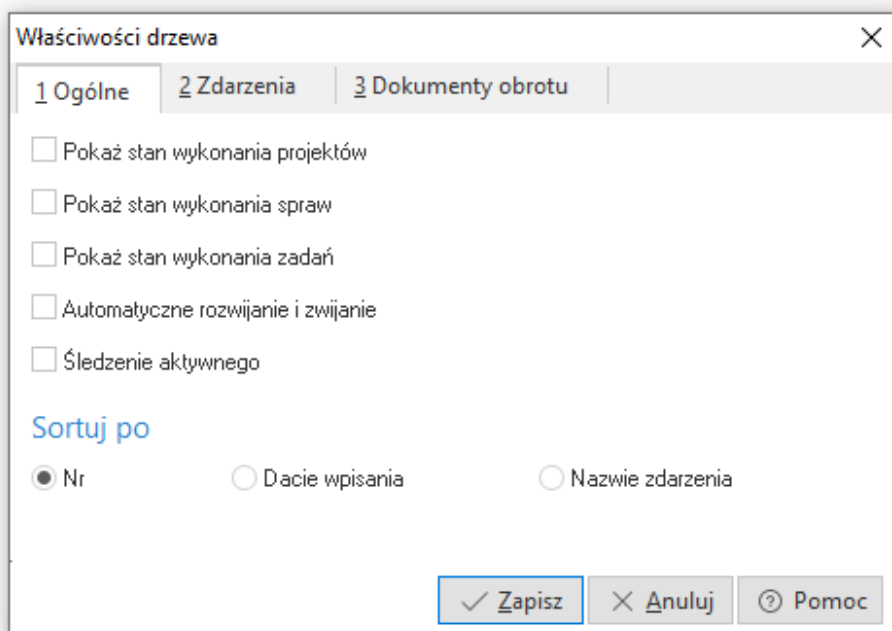 Właściwości drzewa
1 Ogólne 2 Zdarzenia 3 Dokumenty obrotu
Pokaż stan wykonania projektów
Pokaż stan wykonania spraw
Pokaż stan wykonania zadań
Automatyczne rozwijanie i zwijanie
Śledzenie aktywnego
Sortuj po
Nr Dacie wpisania Nazwie zdarzenia
Zapisz Anuluj Pomoc